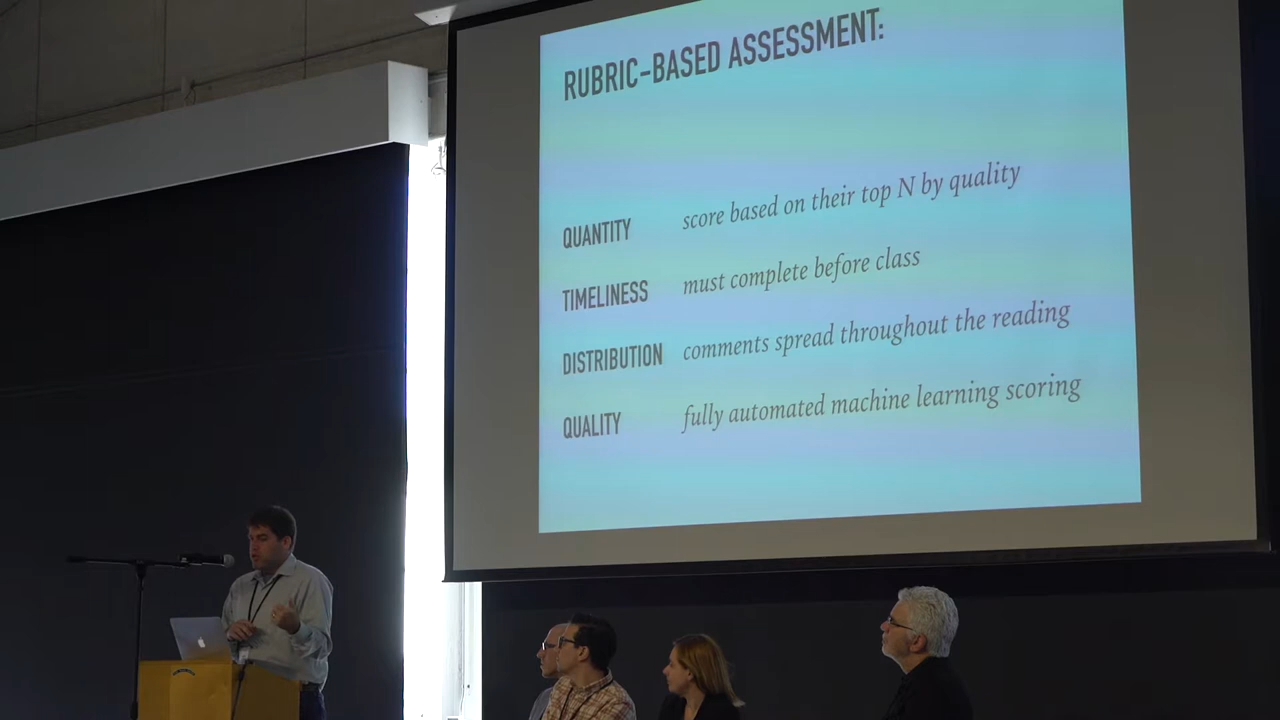 RUBRIC-BASED ASSESSMENT:
QUANTITY score based on their top N by quality
TIMELINESS must complete before class
DISTRIBUTION comments spread throughout the reading
QUALITY fully automated machine learning scoring